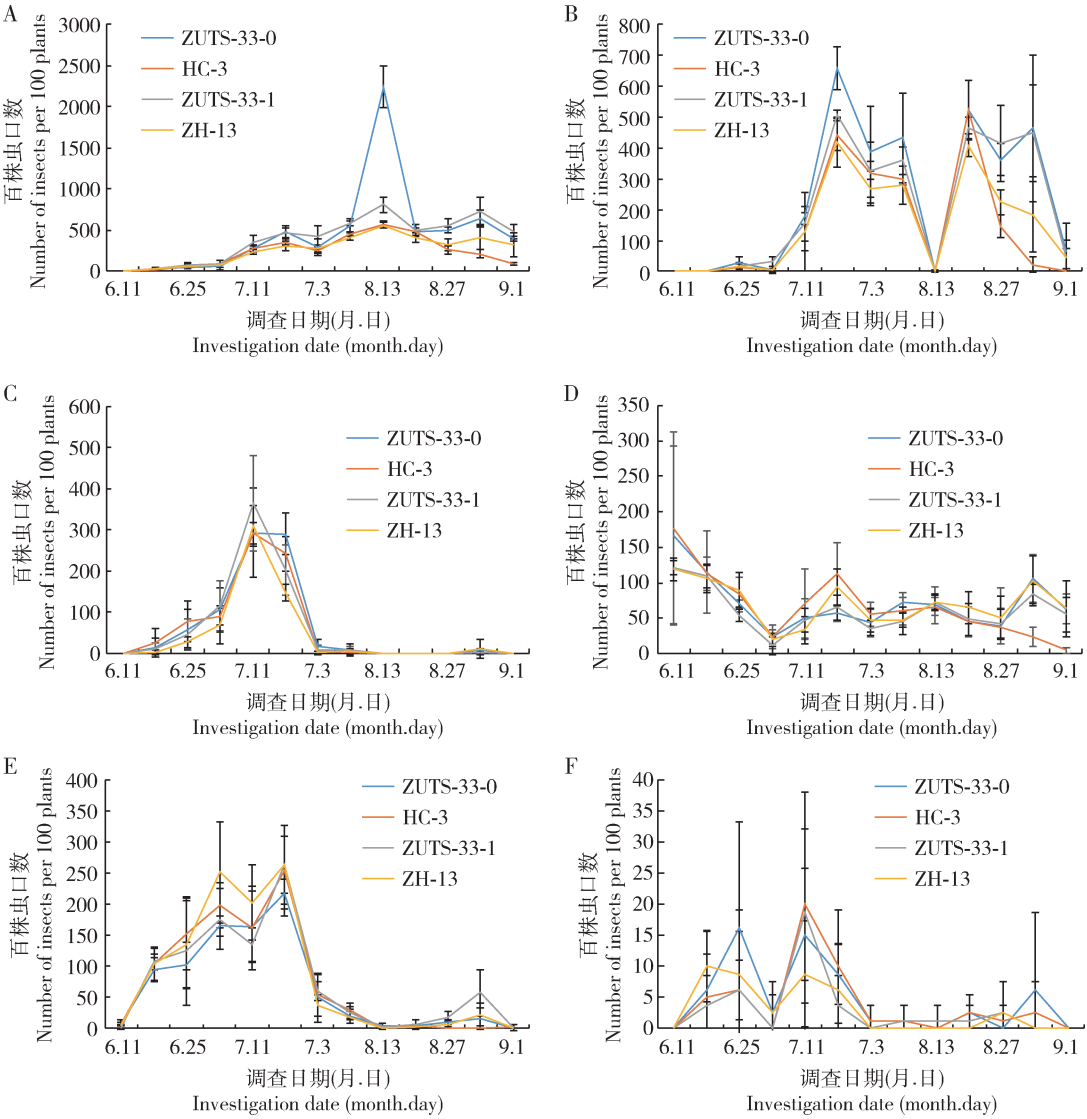 A
百株虫口数
Number of insects per 100 plants
3000
2500
2000
1500
1000
500
0
ZUTS-33-0
HC-3
ZUTS-33-1
ZH-13
6.11 6.25 7.11 7.3 8.13 8.27 9.1
调查日期(月.日)
Investigation date (month.day)
B
百株虫口数
Number of insects per 100 plants
800
700
600
500
400
300
200
100
0
ZUTS-33-0
HC-3
ZUTS-33-1
ZH-13
6.11 6.25 7.11 7.3 8.13 8.27 9.1
调查日期(月.日)
Investigation date (month.day)
C
百株虫口数
Number of insects per 100 plants
600
500
400
300
200
100
0
ZUTS-33-0
HC-3
ZUTS-33-1
ZH-13
6.11 6.25 7.11 7.3 8.13 8.27 9.1
调查日期(月.日)
Investigation date (month.day)
D
百株虫口数
Number of insects per 100 plants
350
300
250
200
150
100
50
0
ZUTS-33-0
HC-3
ZUTS-33-1
ZH-13
6.11 6.25 7.11 7.3 8.13 8.27 9.1
调查日期(月.日)
Investigation date (month.day)
E
百株虫口数
Number of insects per 100 plants
400
350
300
250
200
150
100
50
0
ZUTS-33-0
HC-3
ZUTS-33-1
ZH-13
6.11 6.25 7.11 7.3 8.13 8.27 9.1
调查日期(月.日)
Investigation date (month.day)
F
百株虫口数
Number of insects per 100 plants
40
35
30
25
20
15
10
5
0
ZUTS-33-0
HC-3
ZUTS-33-1
ZH-13
6.11 6.25 7.11 7.3 8.13 8.27 9.1
调查日期(月.日)
Investigation date (month.day)